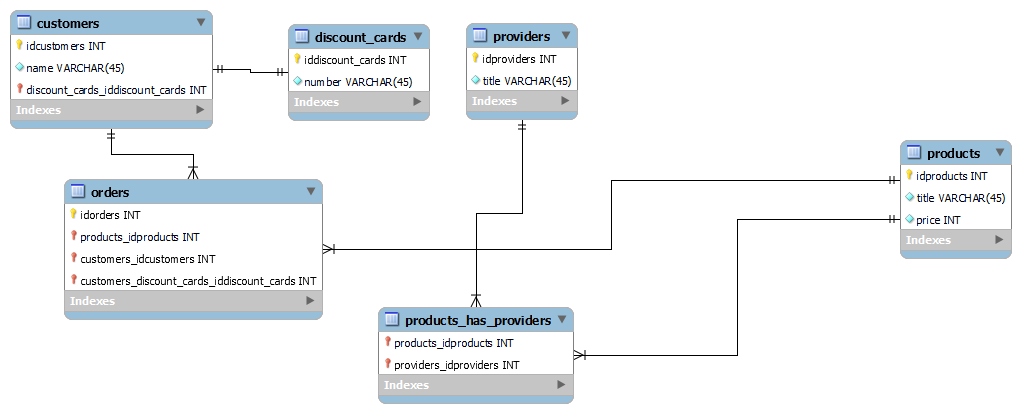 customers
idcustomers INT
name VARCHAR(45)
discount_cards_iddiscount_cards INT
Indexes
discount_cards
iddiscount_cards INT
number VARCHAR(45)
Indexes
providers
idproviders INT
title VARCHAR(45)
Indexes
products
idproducts INT
title VARCHAR(45)
price INT
Indexes
orders
idorders INT
products_idproducts INT
customers_idcustomers INT
customers_discount_cards_iddiscount_cards INT
Indexes
products_has_providers
products_idproducts INT
providers_idproviders INT
Indexes